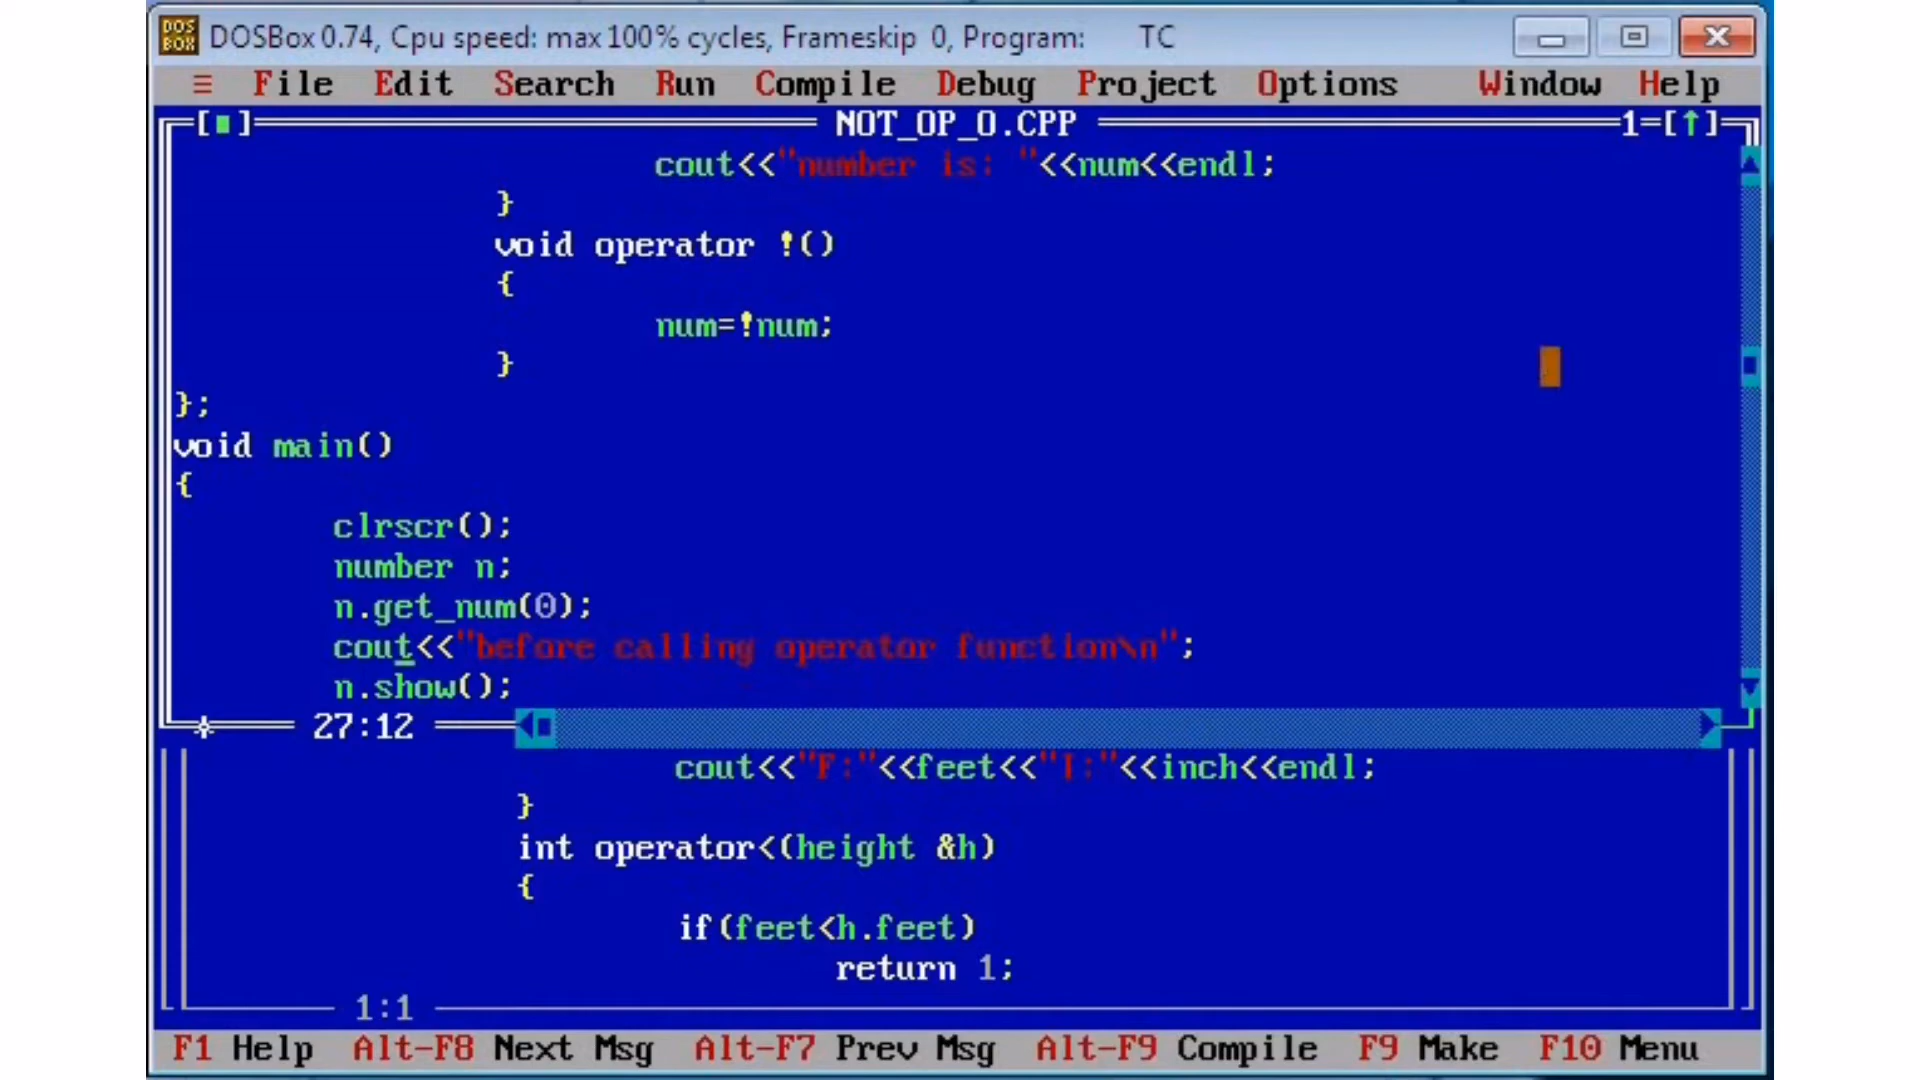 DOSBox 0.74, Cpu speed: max 100% cycles, Frameskip 0, Program: TC
≡ File Edit Search Run Compile Debug Project Options Window Help
[■] NOT_OP_O.CPP 1=[↑]
cout<<"number is: "<<num<<endl;
}
void operator !()
{
num=!num;
}
};
void main()
{
clrscr();
number n;
n.get_num(0);
cout<<"before calling operator function\n";
n.show();
27:12
cout<<"F:"<<feet<<"I:"<<inch<<endl;
}
int operator<(height &h)
{
if(feet<h.feet)
return 1;
1:1
F1 Help Alt-F8 Next Msg Alt-F7 Prev Msg Alt-F9 Compile F9 Make F10 Menu